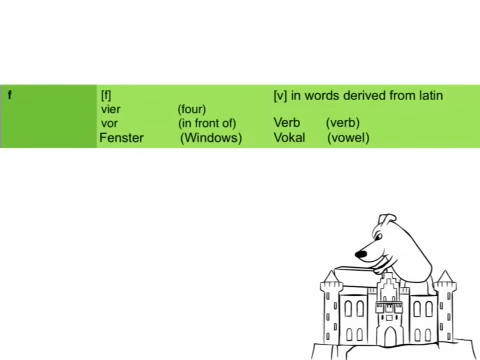 f [f] [v] in words derived from latin
vier (four)
vor (in front of) Verb (verb)
Fenster (Windows) Vokal (vowel)